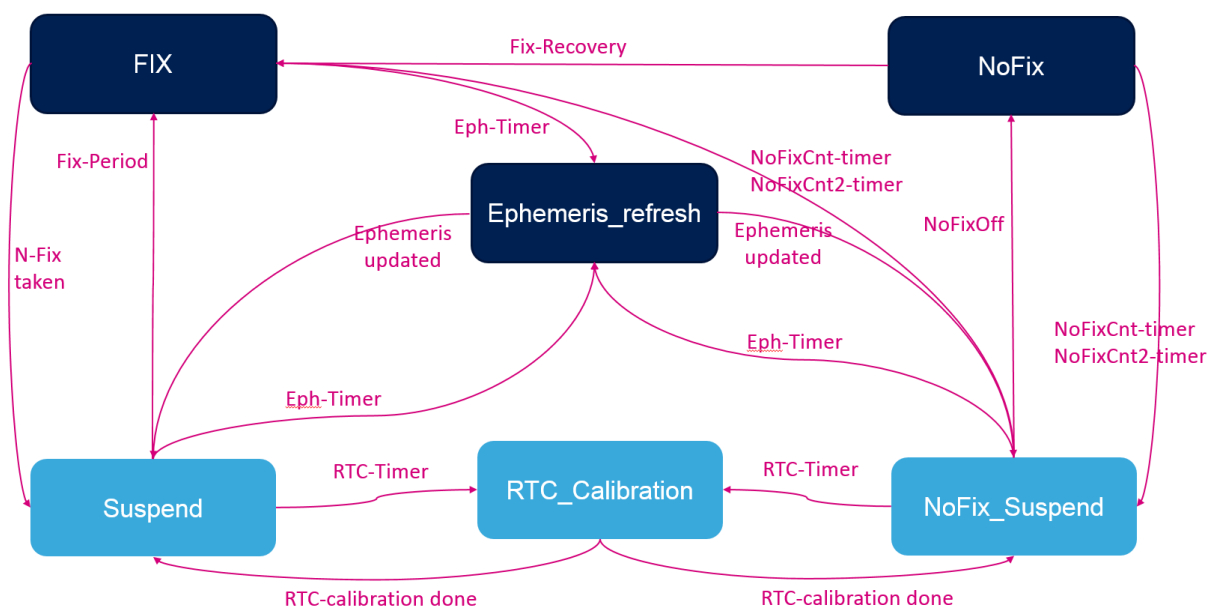 FIX
Fix-Recovery
NoFix
Eph-Timer
Fix-Period
NoFixCnt-timer
NoFixCnt2-timer
Ephemeris_refresh
NoFixOff
N-Fix
taken
Ephemeris
updated
Ephemeris
updated
NoFixCnt-timer
NoFixCnt2-timer
Eph-Timer
Eph-Timer
RTC-Timer
RTC-Timer
Suspend
RTC_Calibration
NoFix_Suspend
RTC-calibration done
RTC-calibration done